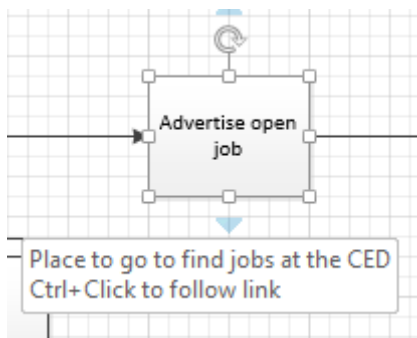 Advertise open
job
Place to go to find jobs at the CED
Ctrl+Click to follow link